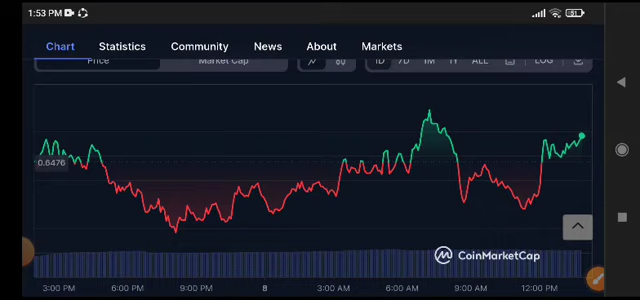 1:53 PM 51
Chart Statistics Community News About Markets
Price Market Cap 1D 7D 1M 1Y ALL LOG
0.6476
CoinMarketCap
3:00 PM 6:00 PM 9:00 PM 8 3:00 AM 6:00 AM 9:00 AM 12:00 PM